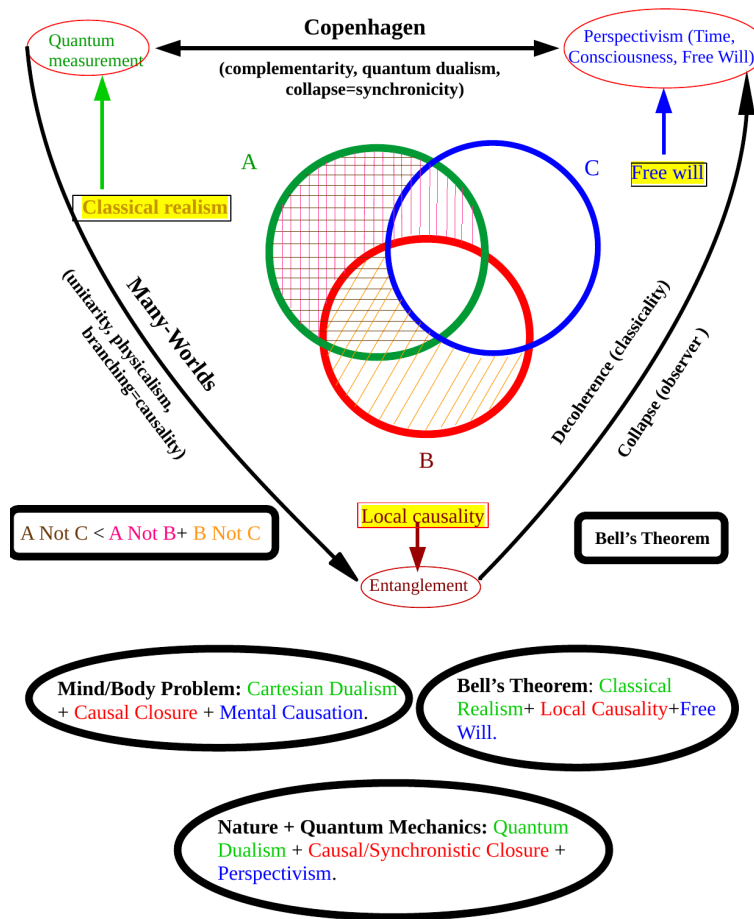 Copenhagen
Quantum
measurement
Perspectivism (Time,
Consciousness, Free Will)
(complementarity, quantum dualism,
collapse=synchronicity)
A
C
Free will
Classical realism
Many-Worlds
(unitarity, physicalism,
branching=causality)
Decoherence (classicality)
Collapse (observer )
B
Local causality
A Not C < A Not B+ B Not C
Bell's Theorem
Entanglement
Mind/Body Problem: Cartesian Dualism
+ Causal Closure + Mental Causation.
Bell's Theorem: Classical
Realism+ Local Causality+Free
Will.
Nature + Quantum Mechanics: Quantum
Dualism + Causal/Synchronistic Closure +
Perspectivism.